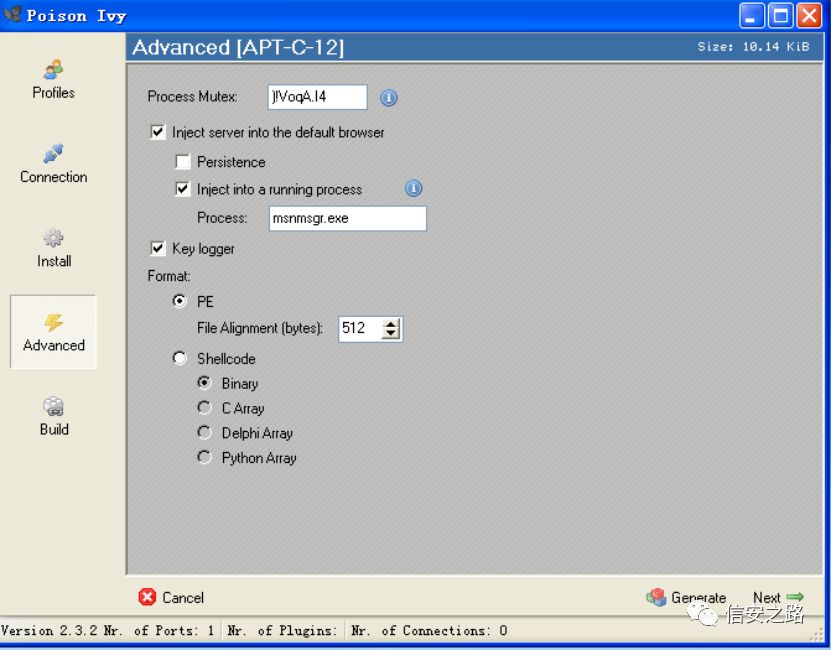 Poison Ivy
Advanced [APT-C-12]
Size: 10.14 KiB
Profiles
Connection
Install
Advanced
Build
Process Mutex: )!VoqA.I4
Inject server into the default browser
Persistence
Inject into a running process
Process: msnmsgr.exe
Key logger
Format:
PE
File Alignment (bytes): 512
Shellcode
Binary
C Array
Delphi Array
Python Array
Cancel
Generate
Next
信安之路
Version 2.3.2 Nr. of Ports: 1 Nr. of Plugins: Nr. of Connections: 0